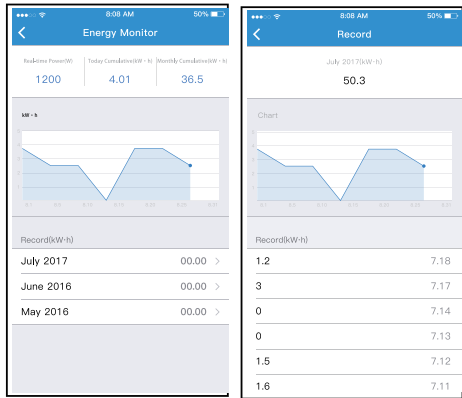 8:08 AM 50%
Energy Monitor
Real-time Power(W) Today Cumulative(kW·h) Monthly Cumulative(kW·h)
1200 4.01 36.5
kW·h
Record(kW·h)
July 2017 00.00 >
June 2016 00.00 >
May 2016 00.00 >
8:08 AM 50%
Record
July 2017(kW·h)
50.3
Chart
Record(kW·h)
1.2 7.18
3 7.17
0 7.14
0 7.13
1.5 7.12
1.6 7.11